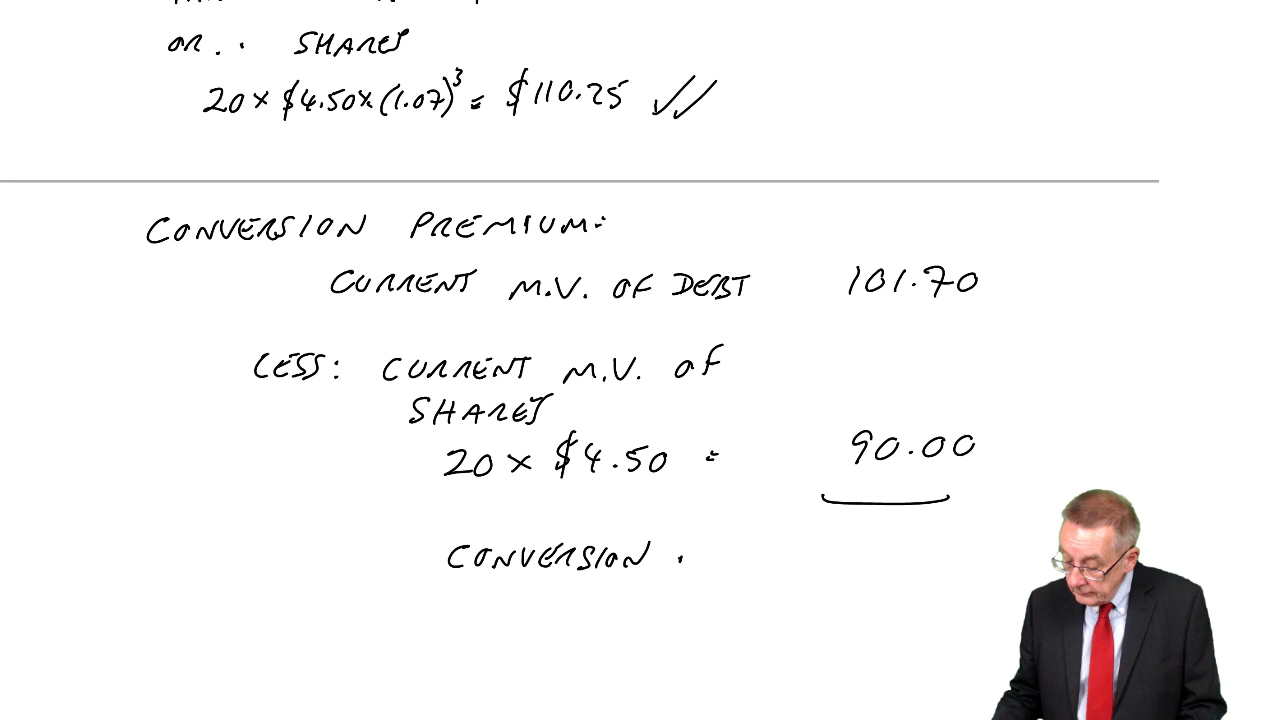 or.. SHARES
20 × $4.50 × (1.07)³ = $110.25 ✓✓
CONVERSION PREMIUM:
CURRENT M.V. OF DEBT 101.70
LESS: CURRENT M.V. of
SHARES
20 × $4.50 = 90.00
CONVERSION .